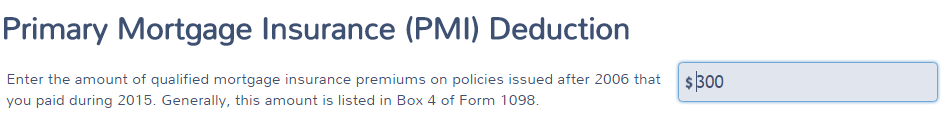 Primary Mortgage Insurance (PMI) Deduction
Enter the amount of qualified mortgage insurance premiums on policies issued after 2006 that
you paid during 2015. Generally, this amount is listed in Box 4 of Form 1098.
$300